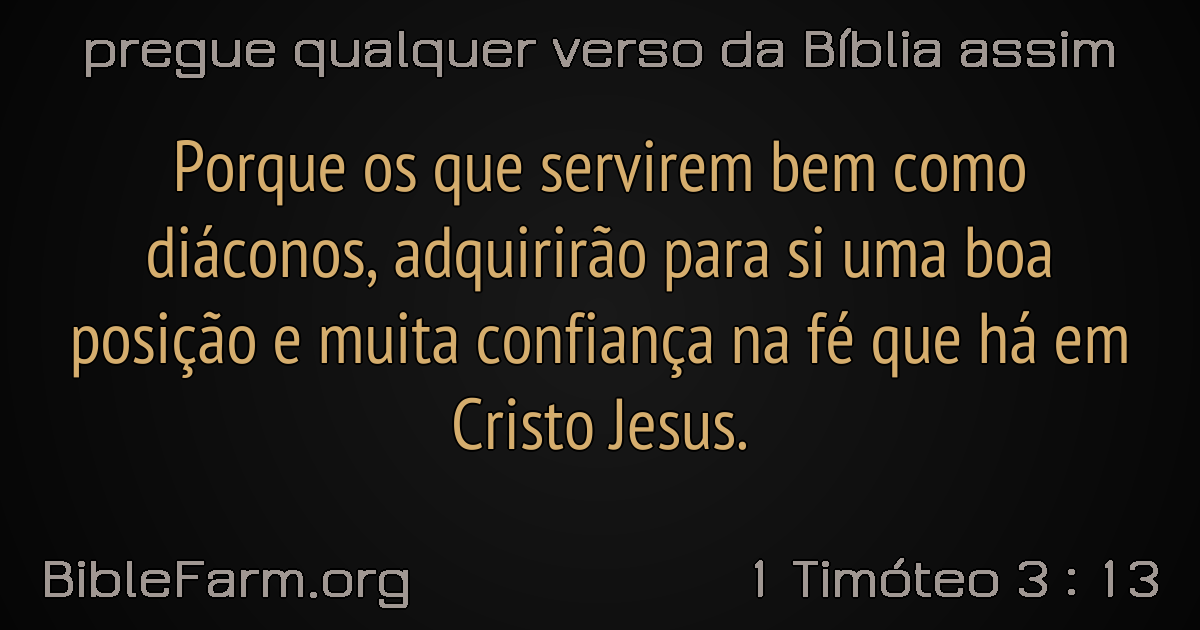 pregue qualquer verso da Bíblia assim
Porque os que servirem bem como
diáconos, adquirirão para si uma boa
posição e muita confiança na fé que há em
Cristo Jesus.
BibleFarm.org
1 Timóteo 3 : 13